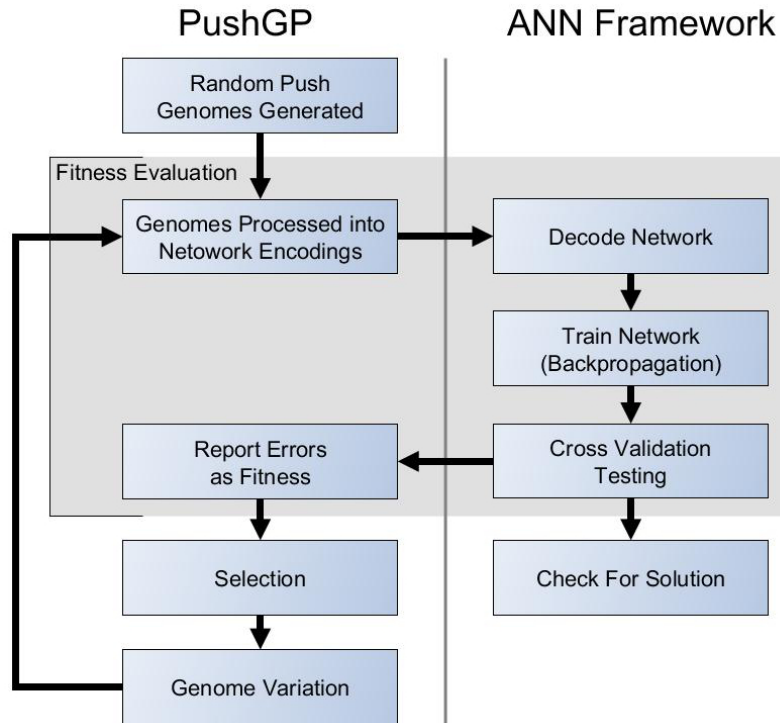 PushGP
ANN Framework
Random Push
Genomes Generated
Fitness Evaluation
Genomes Processed into
Netowork Encodings
Decode Network
Train Network
(Backpropagation)
Report Errors
as Fitness
Cross Validation
Testing
Selection
Check For Solution
Genome Variation